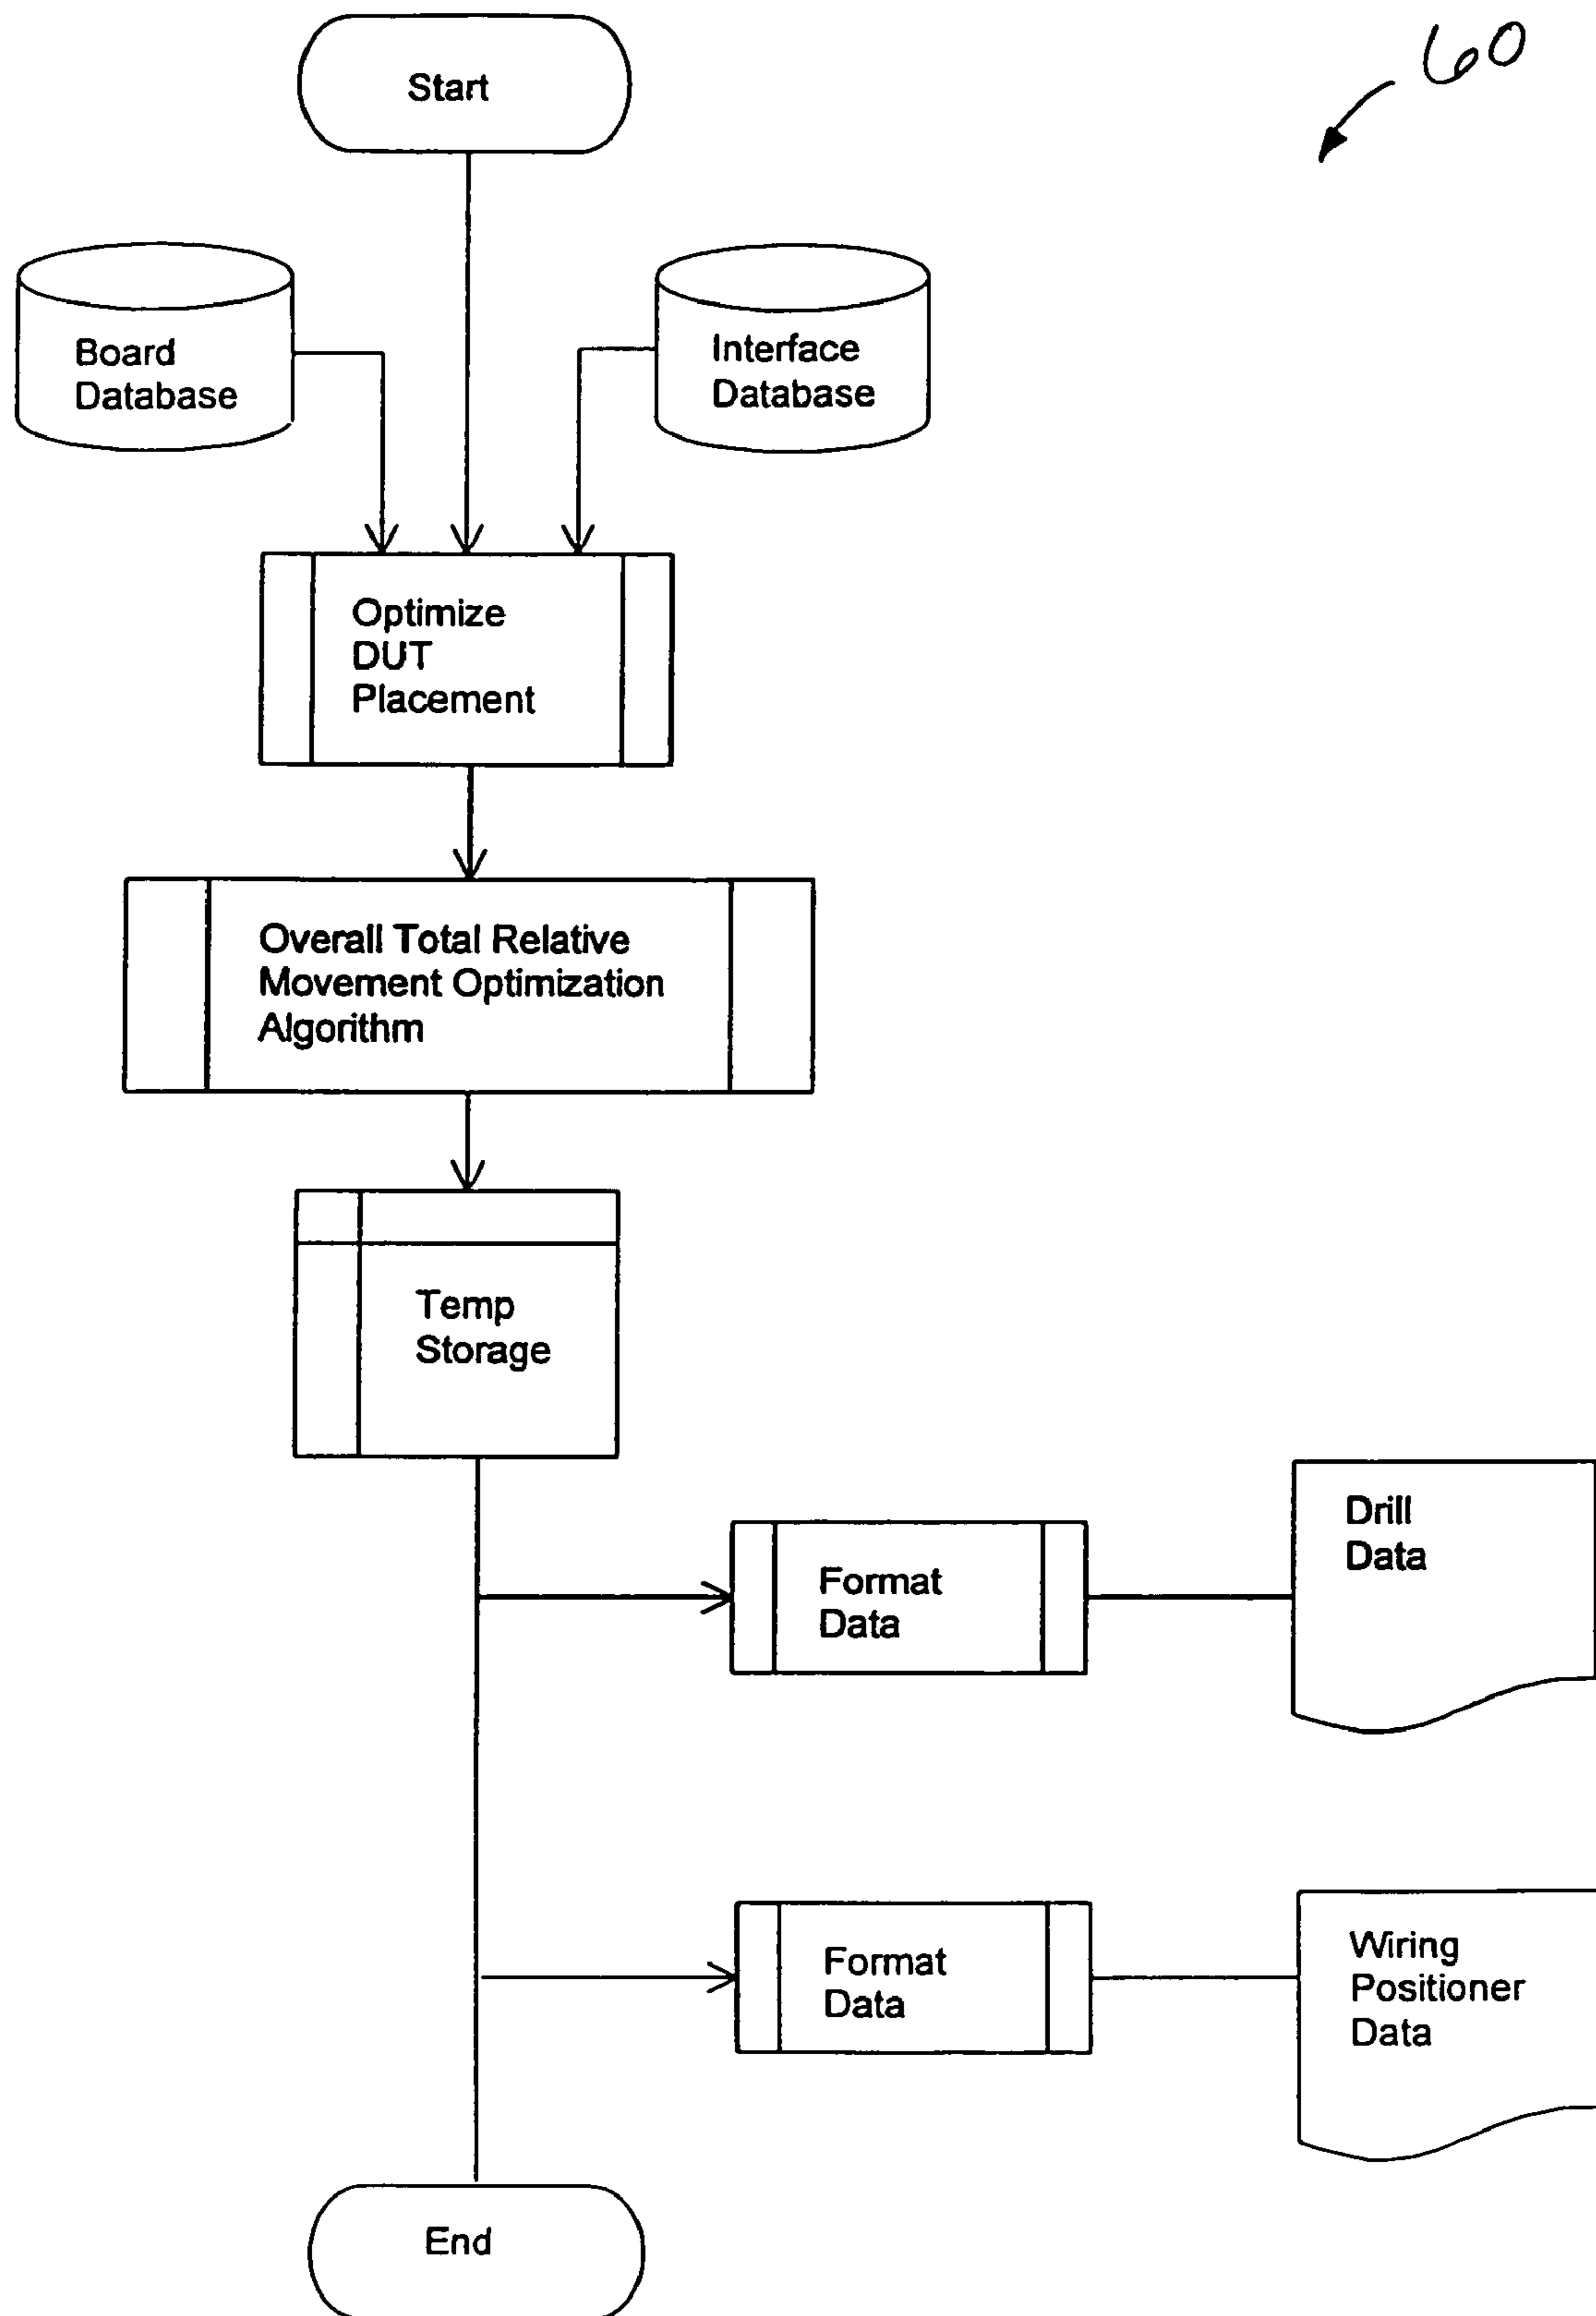 Start
60
Board
Database
Interface
Database
Optimize
DUT
Placement
Overall Total Relative
Movement Optimization
Algorithm
Temp
Storage
Format
Data
Drill
Data
Format
Data
Wiring
Positioner
Data
End